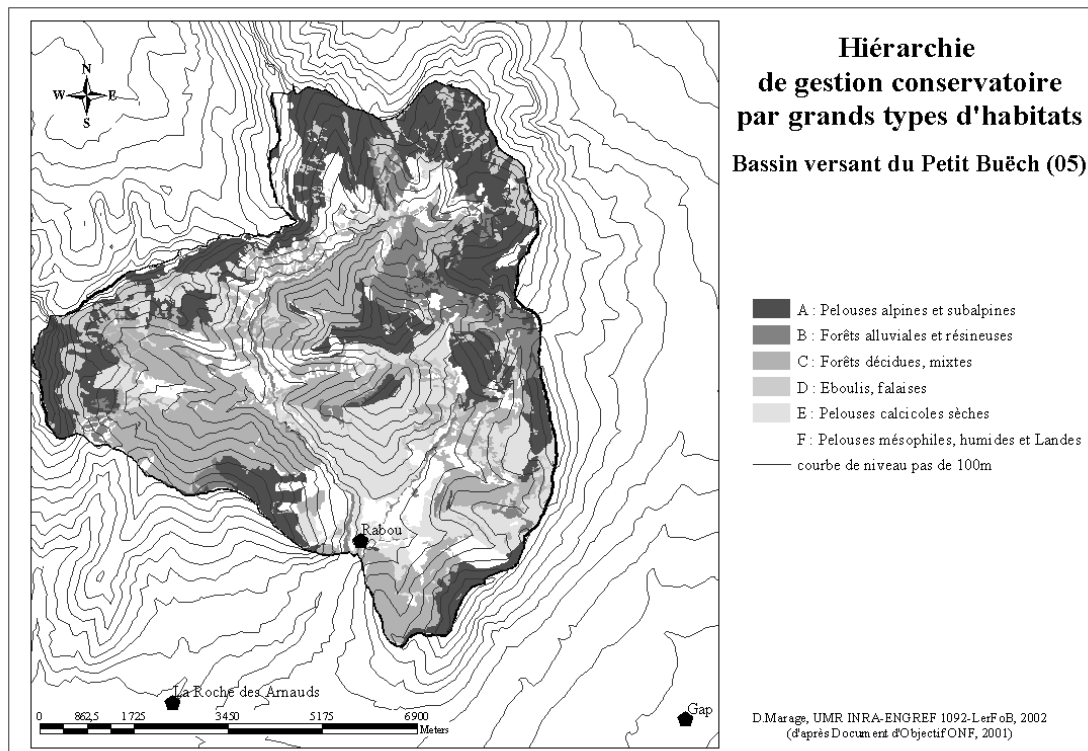 Hiérarchie
de gestion conservatoire
par grands types d'habitats
Bassin versant du Petit Buëch (05)
N
W E
S
A : Pelouses alpines et subalpines
B : Forêts alluviales et résineuses
C : Forêts décidues, mixtes
D : Eboulis, falaises
E : Pelouses calcicoles sèches
F : Pelouses mésophiles, humides et Landes
courbe de niveau pas de 100m
Rabou
La Roche des Arnauds
Gap
0 862,5 1725 3450 5175 6900
Meters
D.Marage, UMR INRA-ENGREF 1092-LerFoB, 2002
(d'après Document d'Objectif ONF, 2001)